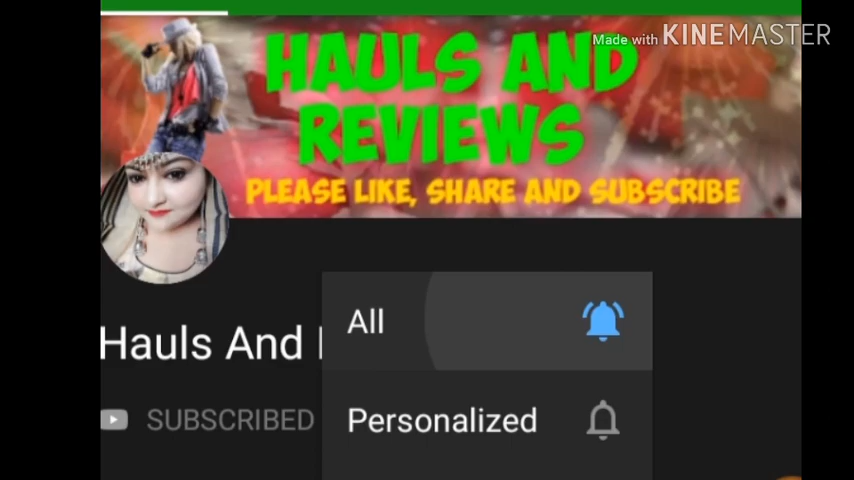 Made with KINEMASTER
HAULS AND
REVIEWS
PLEASE LIKE, SHARE AND SUBSCRIBE
All
Hauls And
SUBSCRIBED
Personalized